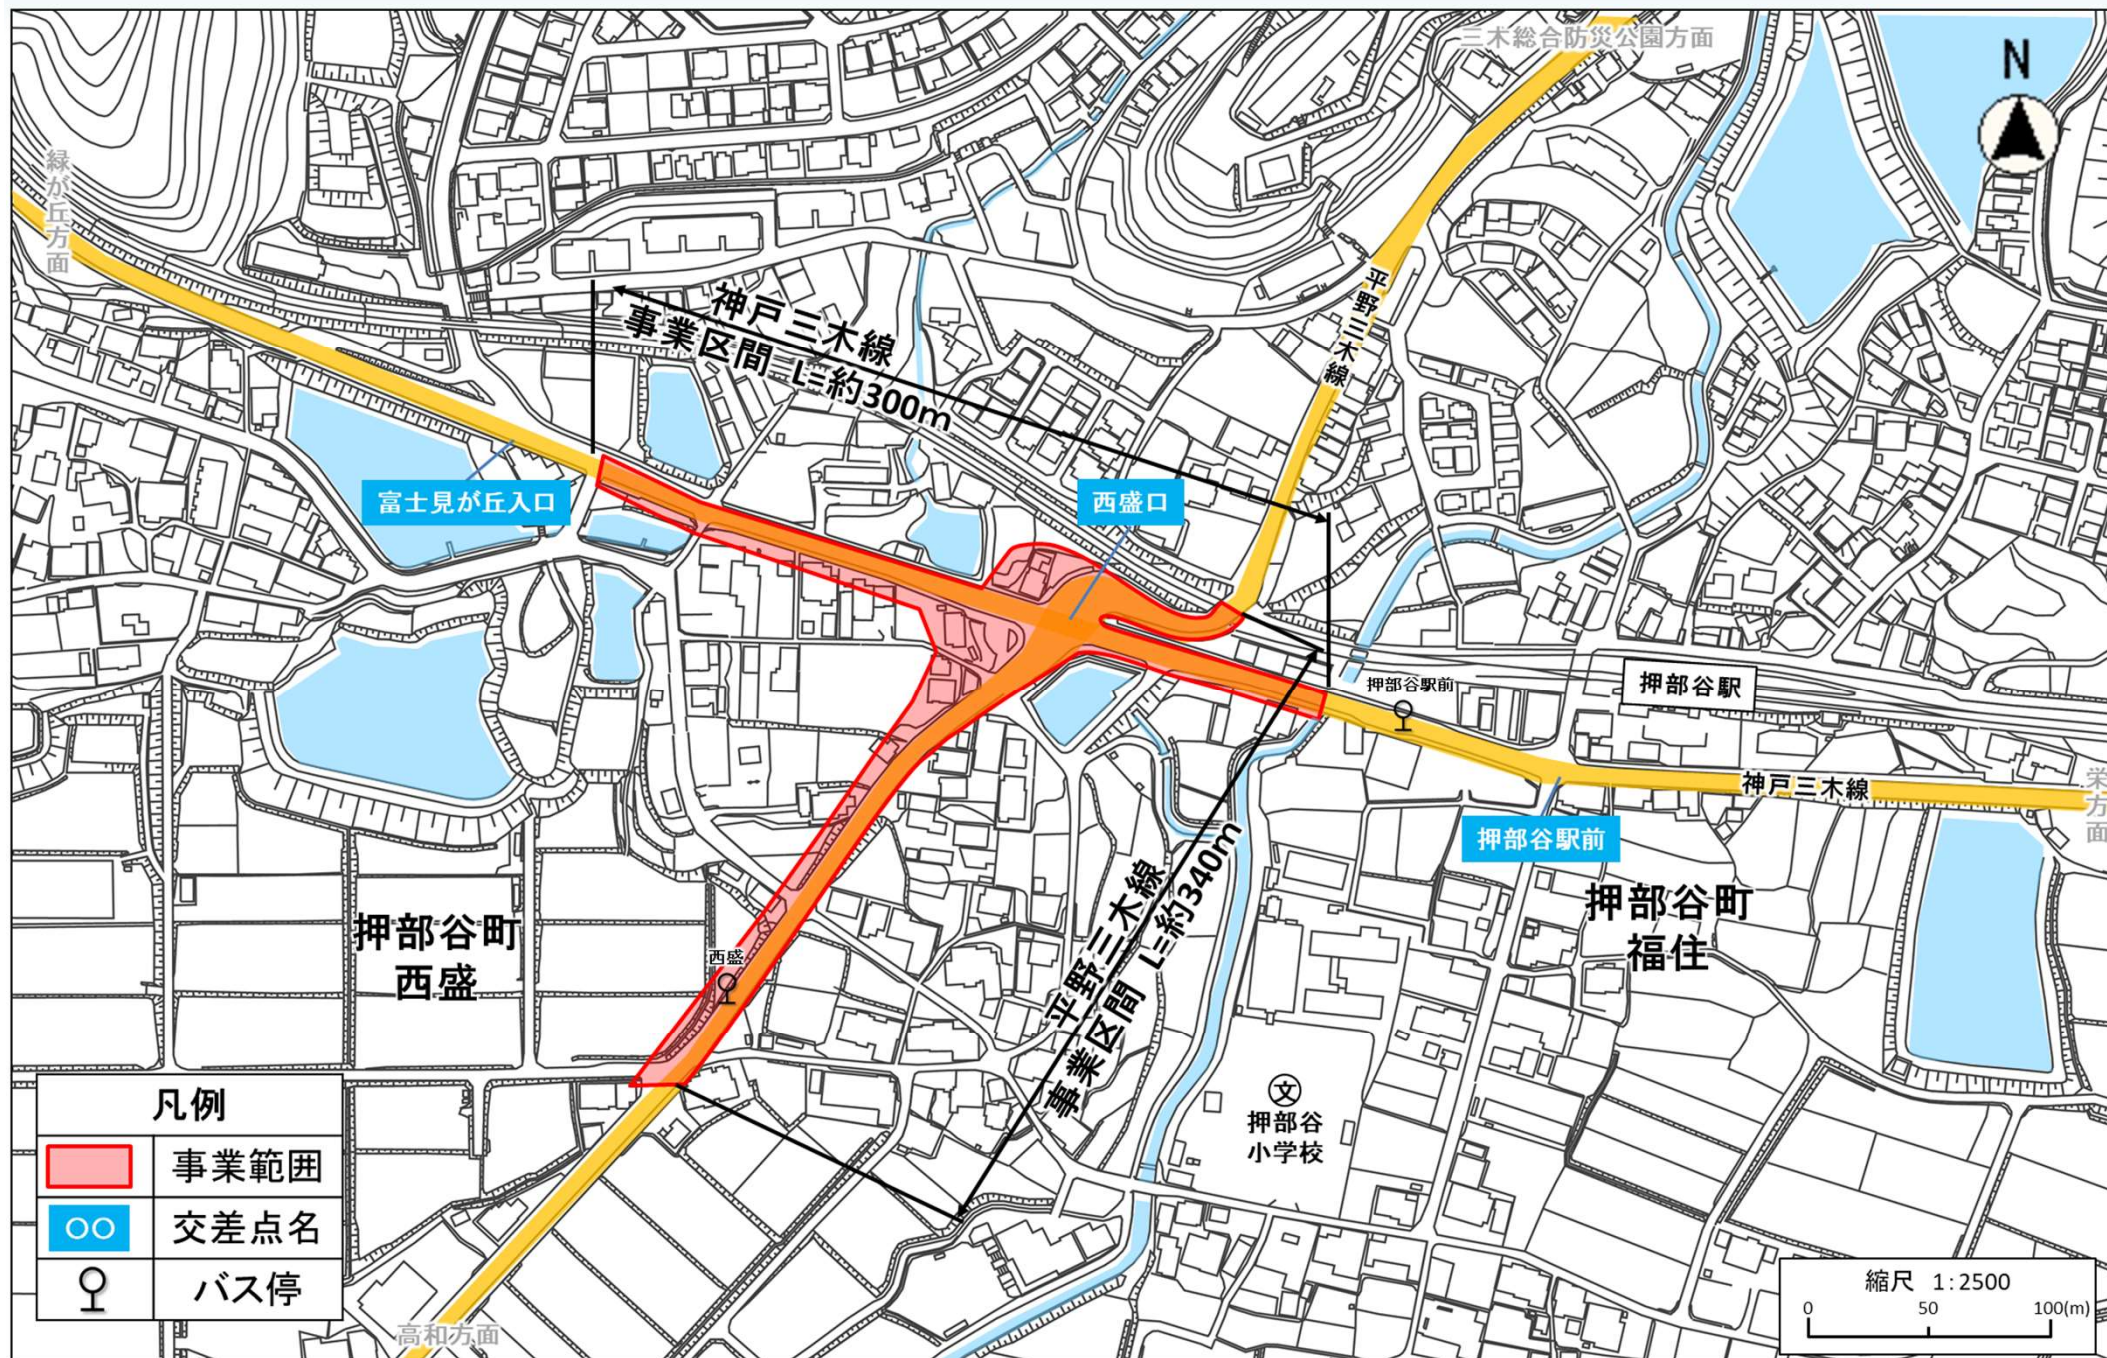 三木総合防災公園方面
N
緑が丘方面
神戸三木線
事業区間 L=約300m
平野三木線
富士見が丘入口
西盛口
押部谷駅前
押部谷駅
神戸三木線
栄方面
押部谷駅前
押部谷町
西盛
押部谷町
福住
西盛
平野三木線
事業区間 L=約340m
文
押部谷
小学校
凡例
事業範囲
○○ 交差点名
バス停
高和方面
縮尺 1:2500
0 50 100(m)